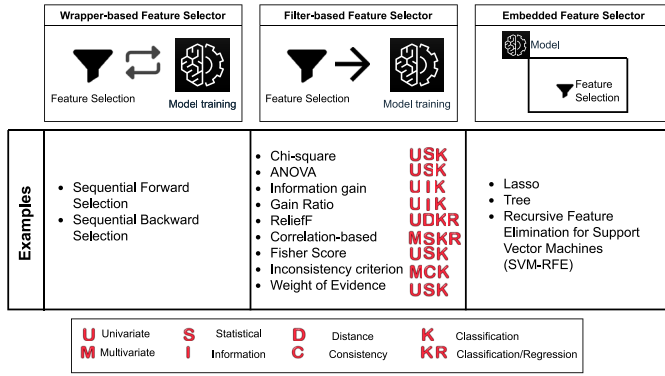 Wrapper-based Feature Selector
Feature Selection
Model training
Filter-based Feature Selector
Feature Selection
Model training
Embedded Feature Selector
Model
Feature
Selection
Examples
• Sequential Forward
Selection
• Sequential Backward
Selection
• Chi-square USK
• ANOVA USK
• Information gain UIK
• Gain Ratio UIK
• ReliefF UDKR
• Correlation-based MSKR
• Fisher Score USK
• Inconsistency criterion MCK
• Weight of Evidence USK
• Lasso
• Tree
• Recursive Feature
Elimination for Support
Vector Machines
(SVM-RFE)
U Univariate S Statistical D Distance K Classification
M Multivariate I Information C Consistency KR Classification/Regression